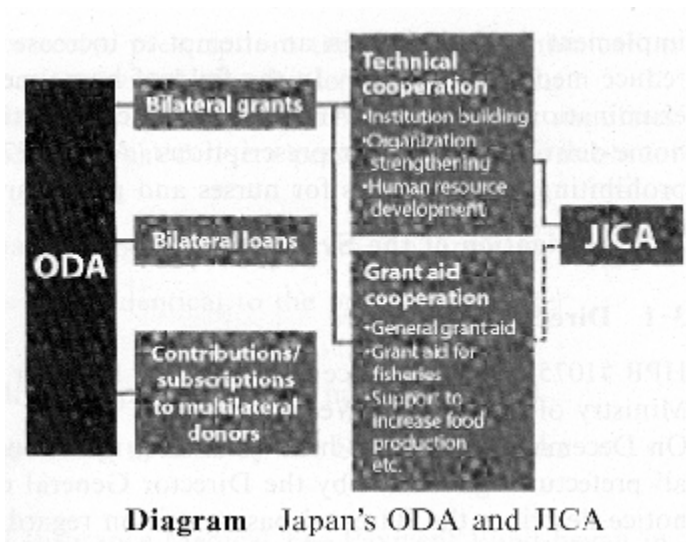 ODA
Bilateral grants
Bilateral loans
Contributions/
subscriptions
to multilateral
donors
Technical
cooperation
•Institution building
•Organization
strengthening
•Human resource
development
Grant aid
cooperation
•General grant aid
•Grant aid for
fisheries
•Support to
increase food
production
etc.
JICA
Diagram Japan's ODA and JICA